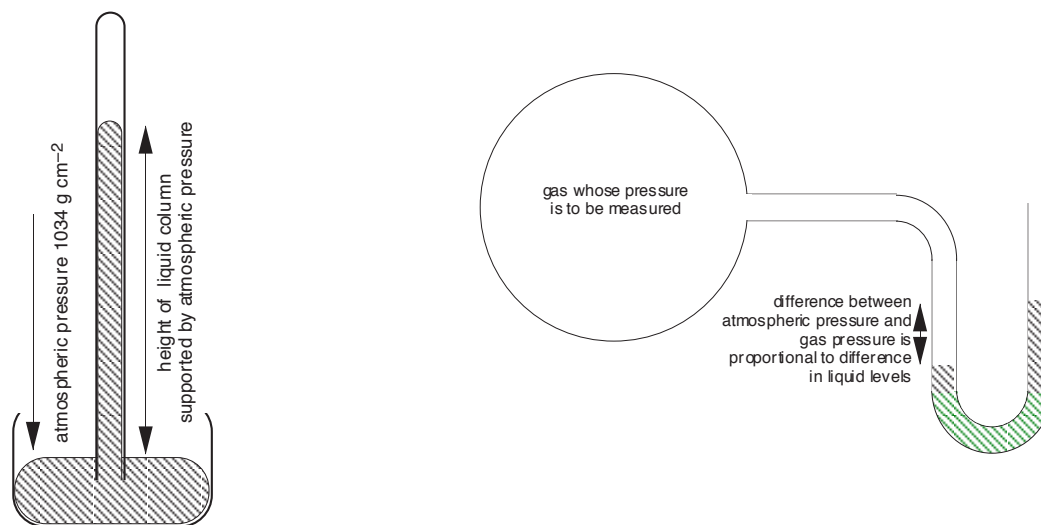 atmospheric pressure 1034 g cm–2
height of liquid column
supported by atmospheric pressure
gas whose pressure
is to be measured
difference between
atmospheric pressure and
gas pressure is
proportional to difference
in liquid levels